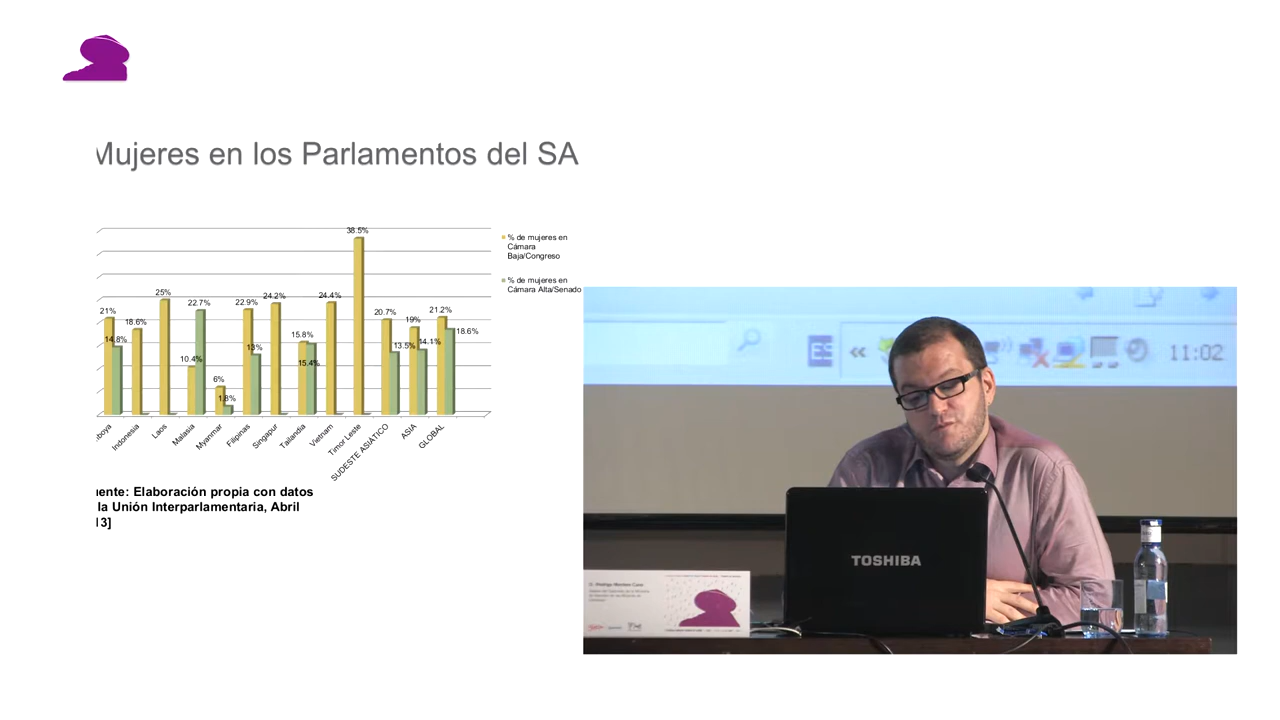 Mujeres en los Parlamentos del SA
38.5%
25%
24.2%
24.4%
22.9%
22.7%
21%
18.6%
14.8%
10.4%
6%
1.8%
13%
15.8%
15.4%
20.7%
13.5%
19%
14.1%
21.2%
18.6%
% de mujeres en
Cámara
Baja/Congreso
% de mujeres en
Cámara Alta/Senado
boya
Indonesia
Laos
Malasia
Myanmar
Filipinas
Singapur
Tailandia
Vietnam
Timor Leste
SUDESTE ASIÁTICO
ASIA
GLOBAL
uente: Elaboración propia con datos
la Unión Interparlamentaria, Abril
13]
ES
«
11:02
TOSHIBA